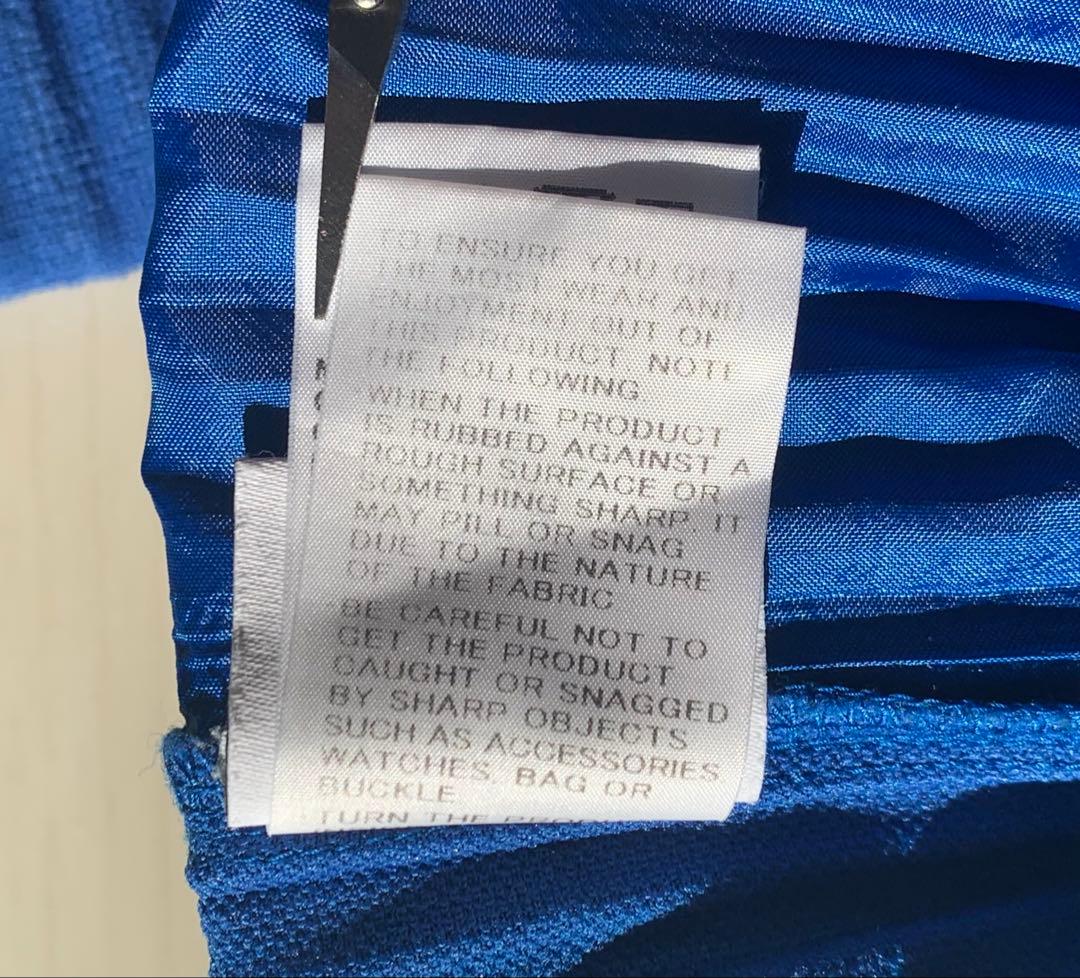 TO ENSURE YOU GET
THE MOST WEAR AND
ENJOYMENT OUT OF
THIS PRODUCT, NOTE
THE FOLLOWING
-WHEN THE PRODUCT
IS RUBBED AGAINST A
ROUGH SURFACE OR
SOMETHING SHARP, IT
MAY PILL OR SNAG
DUE TO THE NATURE
OF THE FABRIC
-BE CAREFUL NOT TO
GET THE PRODUCT
CAUGHT OR SNAGGED
BY SHARP OBJECTS
SUCH AS ACCESSORIES
WATCHES, BAG OR
BUCKLE
TURN THE